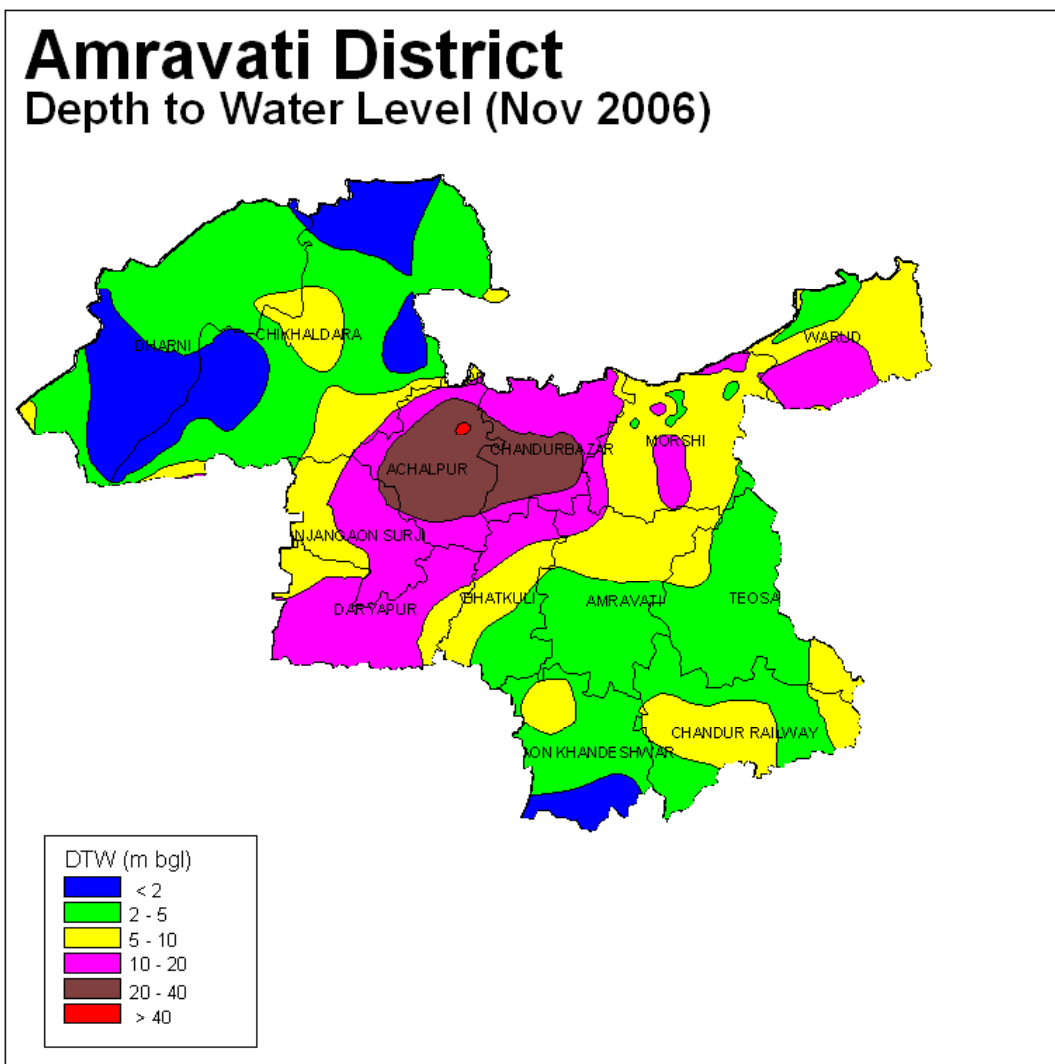 Amravati District
Depth to Water Level (Nov 2006)
DHARNI
CHIKHALDARA
WARUD
MORSHI
CHANDURBAZAR
ACHALPUR
NJANGAON SURJI
DARYAPUR
BHATKULI
AMRAVATI
TEOSA
CHANDUR RAILWAY
AON KHANDESHWAR
DTW (m bgl)
< 2
2 - 5
5 - 10
10 - 20
20 - 40
> 40